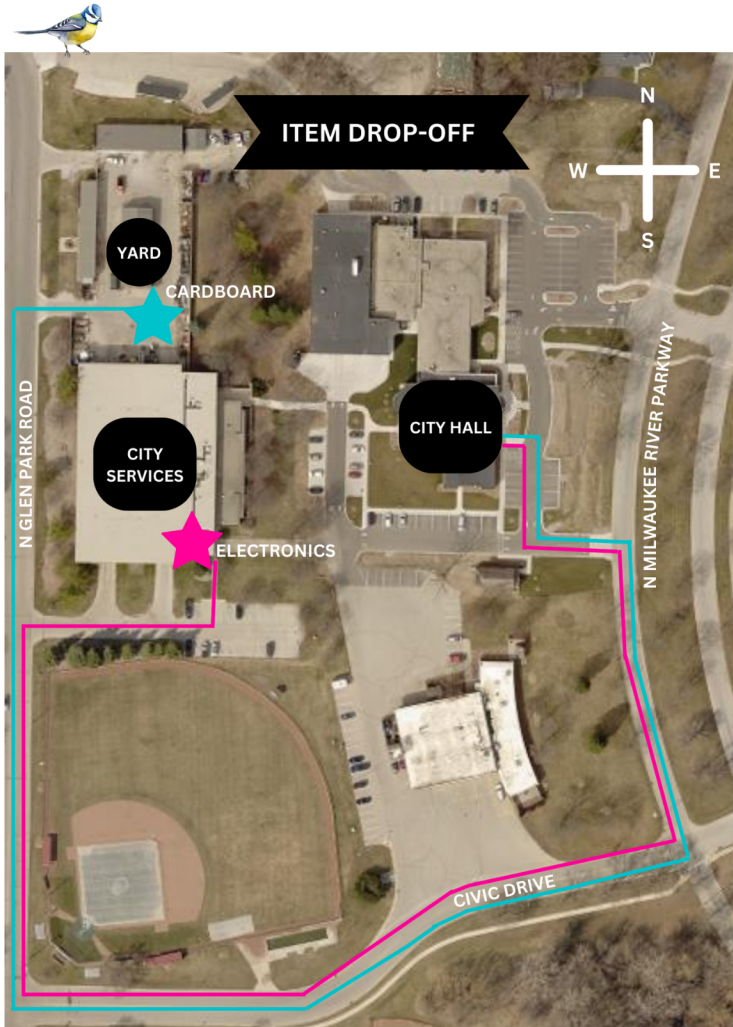 ITEM DROP-OFF
N
W
E
S
YARD
CARDBOARD
N GLEN PARK ROAD
N MILWAUKEE RIVER PARKWAY
CITY HALL
CITY
SERVICES
ELECTRONICS
CIVIC DRIVE